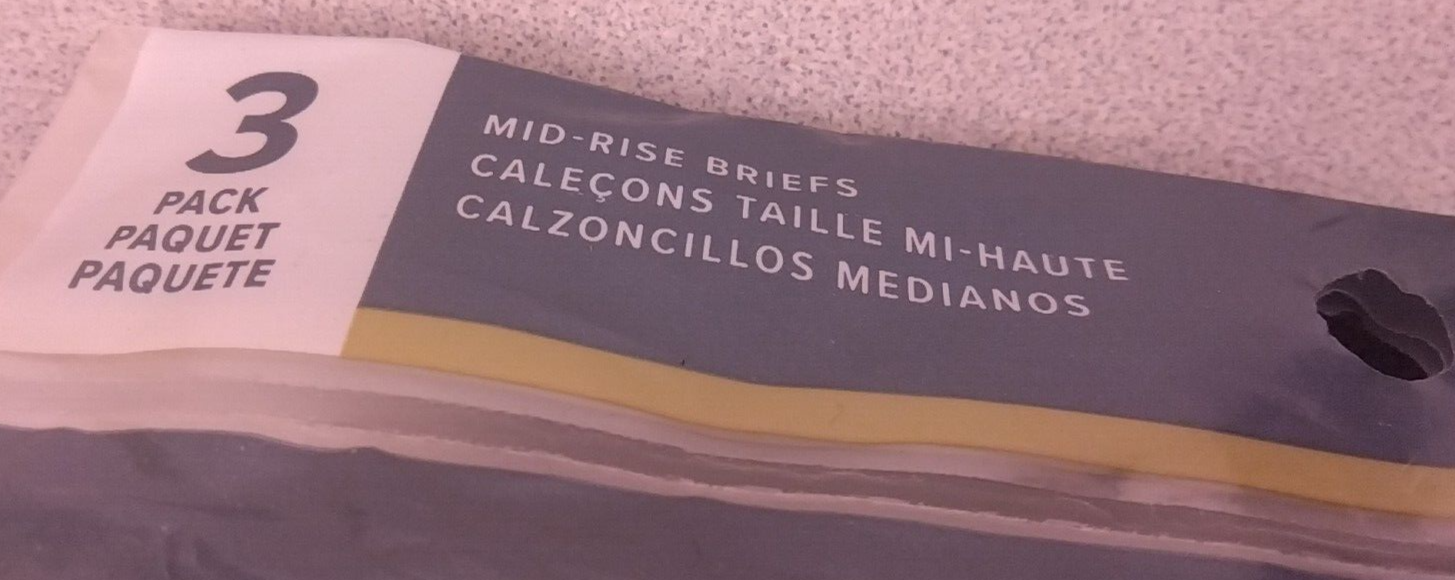 3
PACK
PAQUET
PAQUETE
MID-RISE BRIEFS
CALEÇONS TAILLE MI-HAUTE
CALZONCILLOS MEDIANOS